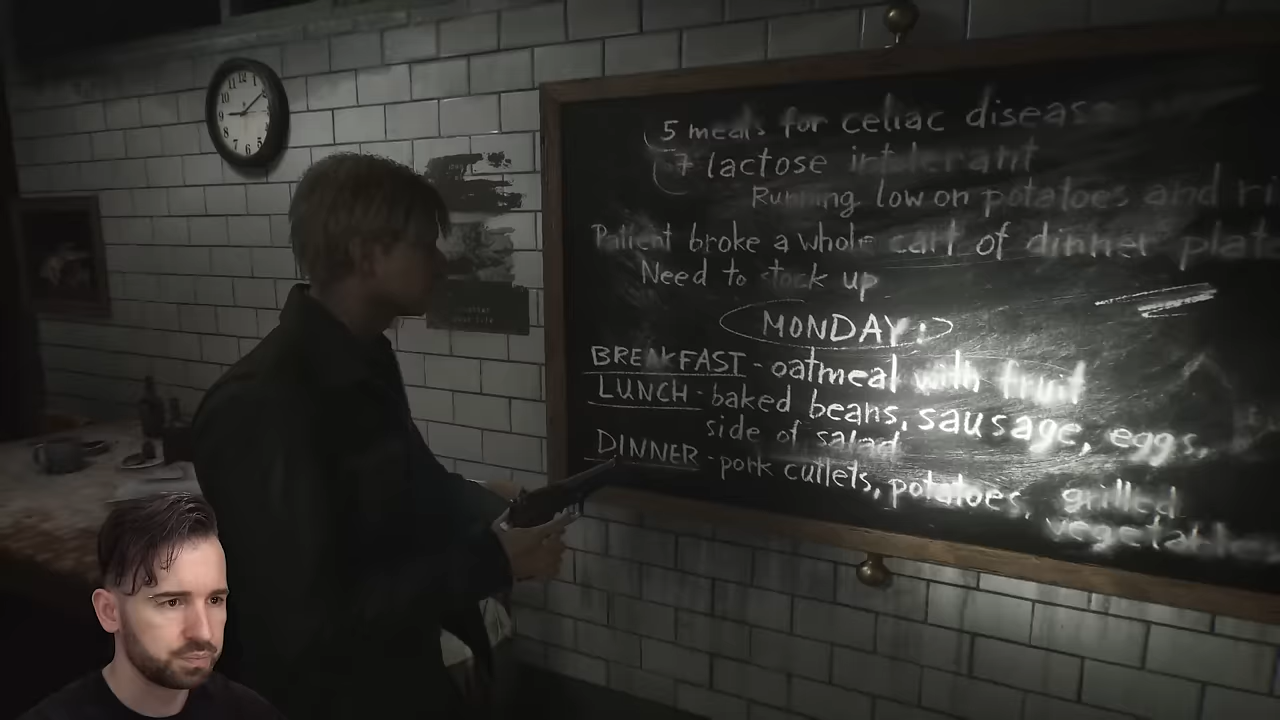 5 meals for celiac disease
7 lactose intolerant
Running low on potatoes and
Patient broke a whole cart of dinner
Need to stock up
MONDAY:
BREAKFAST - oatmeal with fruit
LUNCH - baked beans, sausage, eggs,
side of salad
DINNER - pork cutlets, potatoes, grilled
vegetables